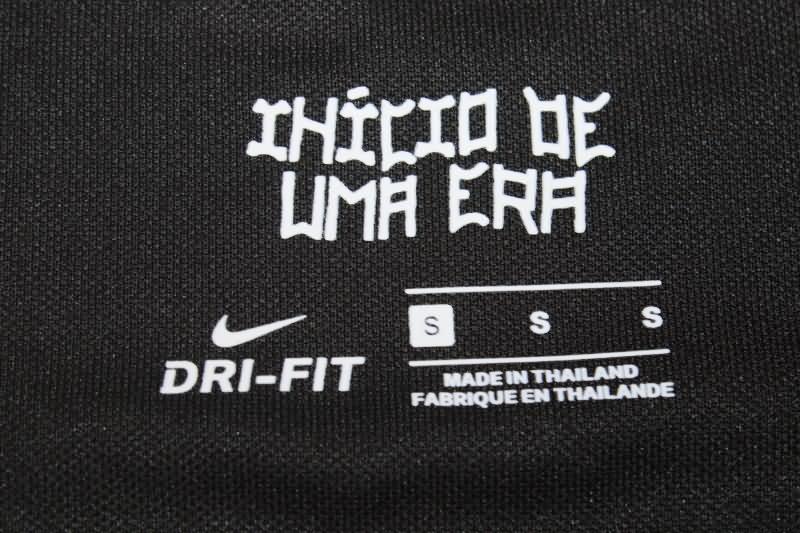 INÍCIO DE
UMA ERA
DRI-FIT
S S S
MADE IN THAILAND
FABRIQUE EN THAILANDE